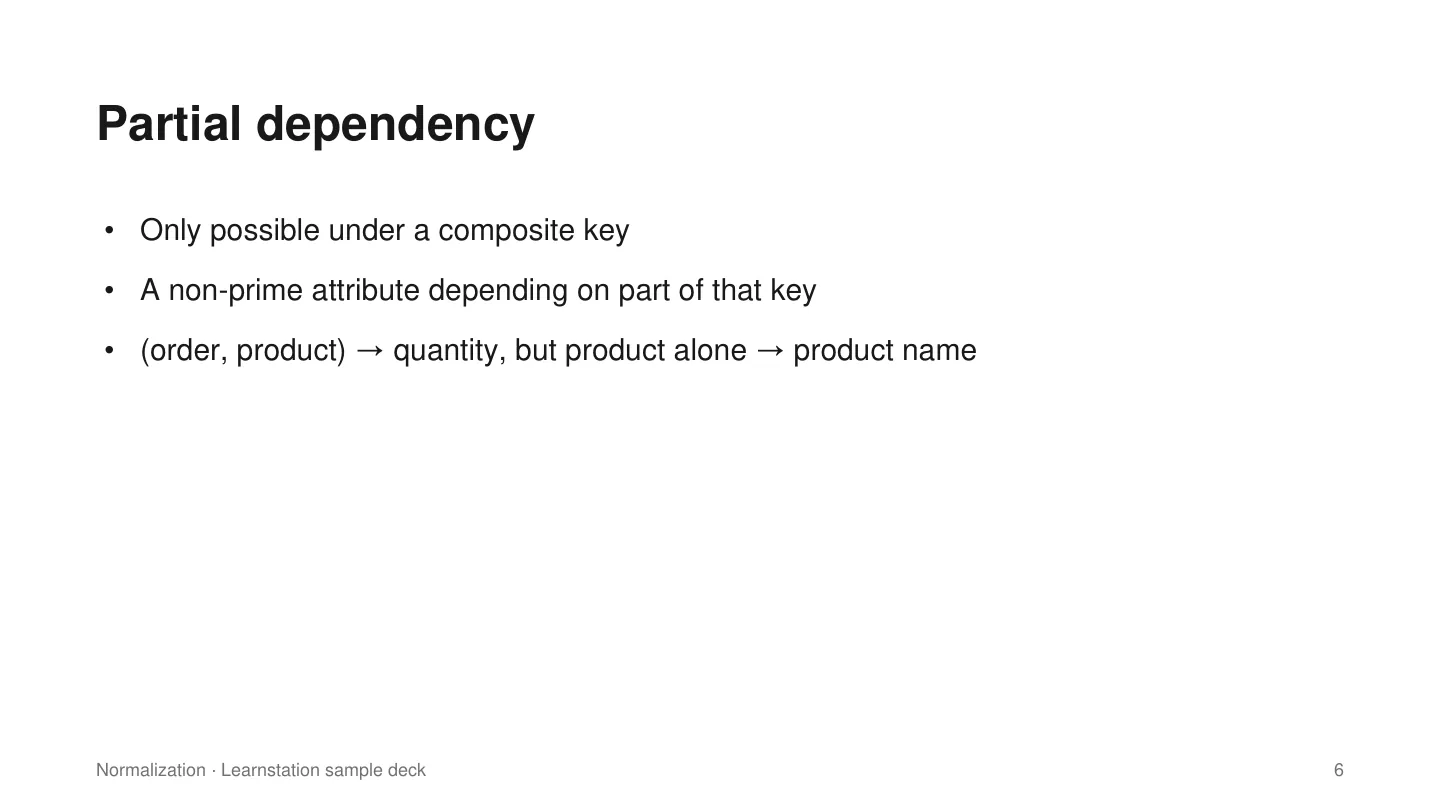 Partial dependency
• Only possible under a composite key
• A non-prime attribute depending on part of that key
• (order, product) → quantity, but product alone → product name
Normalization · Learnstation sample deck
6